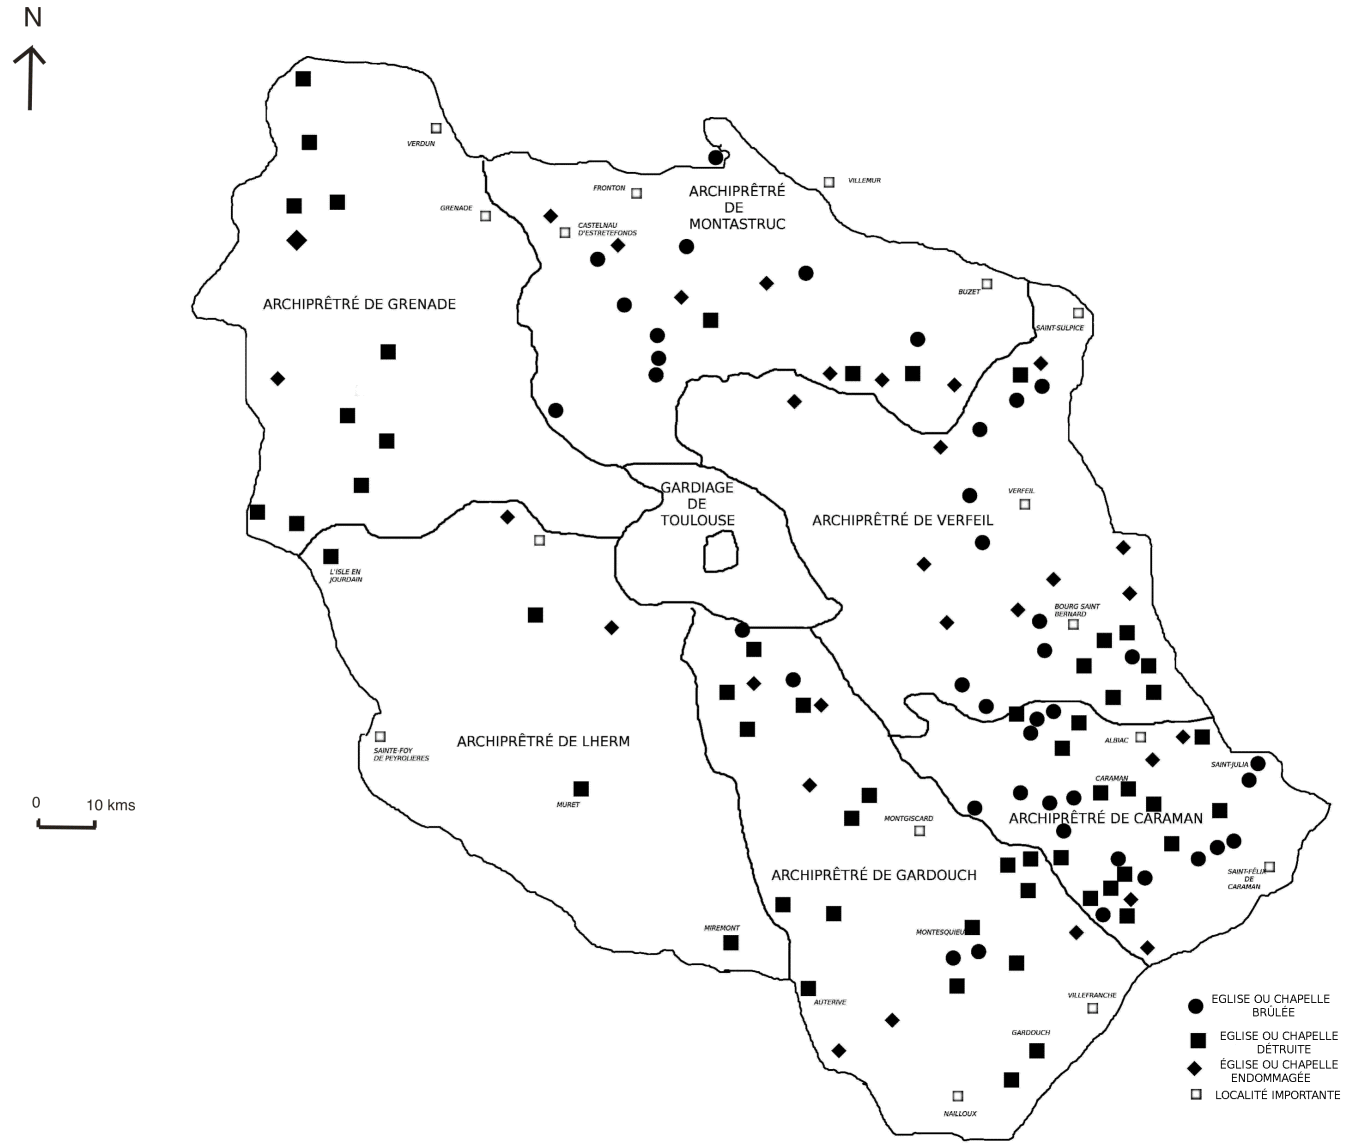 N
VERDUN
GRENADE
FRONTON
CASTELNAU
D'ESTRETEFONDS
ARCHIPRÊTRÉ
DE
MONTASTRUC
VILLEMUR
BUZET
SAINT-SULPICE
ARCHIPRÊTRÉ DE GRENADE
GARDIAGE
DE
TOULOUSE
VERFEIL
ARCHIPRÊTRÉ DE VERFEIL
L'ISLE EN
JOURDAIN
BOURG SAINT
BERNARD
SAINTE-FOY
DE PEYROLIERES
ARCHIPRÊTRÉ DE LHERM
MURET
ALBIAC
SAINT-JULIA
CARAMAN
ARCHIPRÊTRÉ DE CARAMAN
0 10 kms
MONTGISCARD
ARCHIPRÊTRÉ DE GARDOUCH
SAINT-FÉLIX
DE
CARAMAN
MIREMONT
MONTESQUIEU
AUTERIVE
VILLEFRANCHE
GARDOUCH
NAILLOUX
EGLISE OU CHAPELLE
BRÛLÉE
EGLISE OU CHAPELLE
DÉTRUITE
ÉGLISE OU CHAPELLE
ENDOMMAGÉE
LOCALITÉ IMPORTANTE